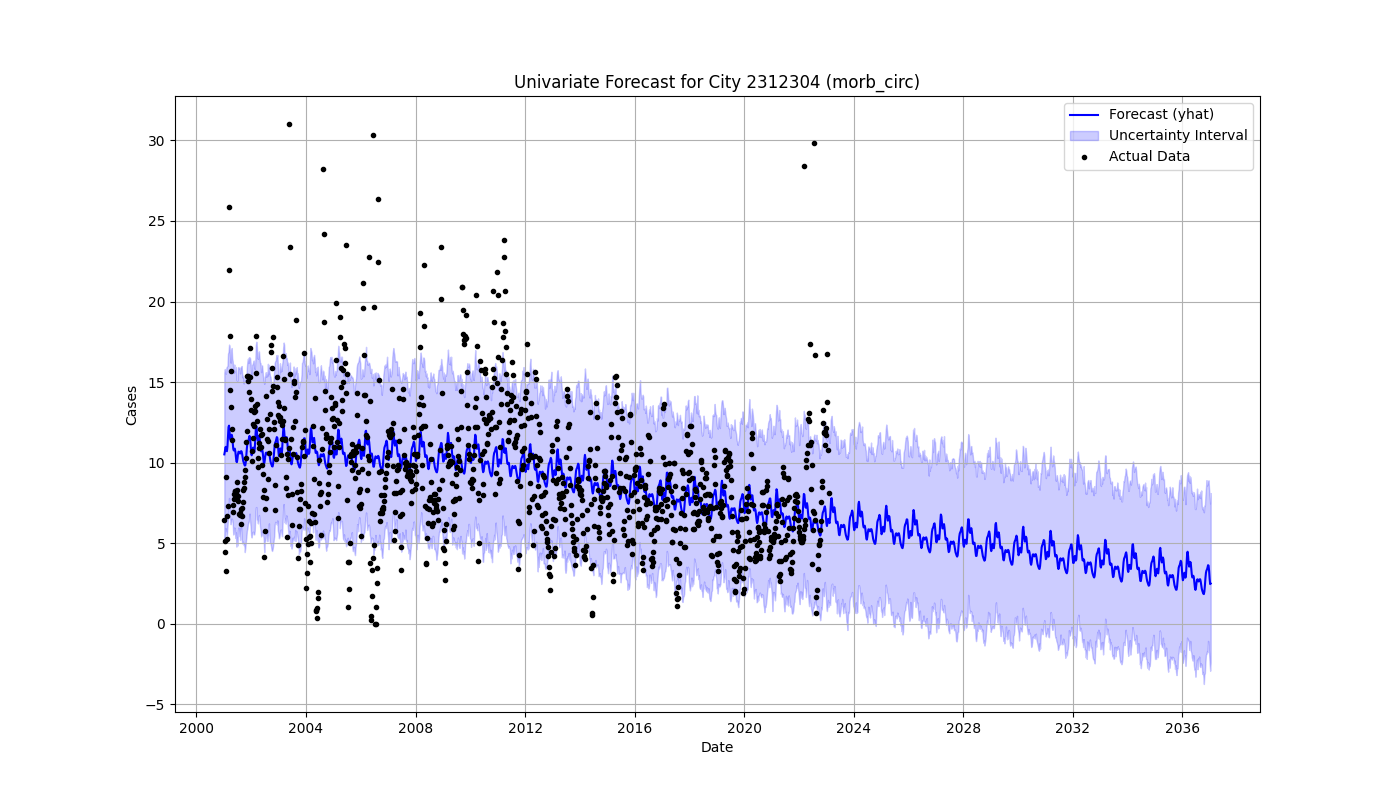 Univariate Forecast for City 2312304 (morb_circ)
Forecast (yhat)
Uncertainty Interval
Actual Data
Cases
30
25
20
15
10
5
0
−5
2000 2004 2008 2012 2016 2020 2024 2028 2032 2036
Date